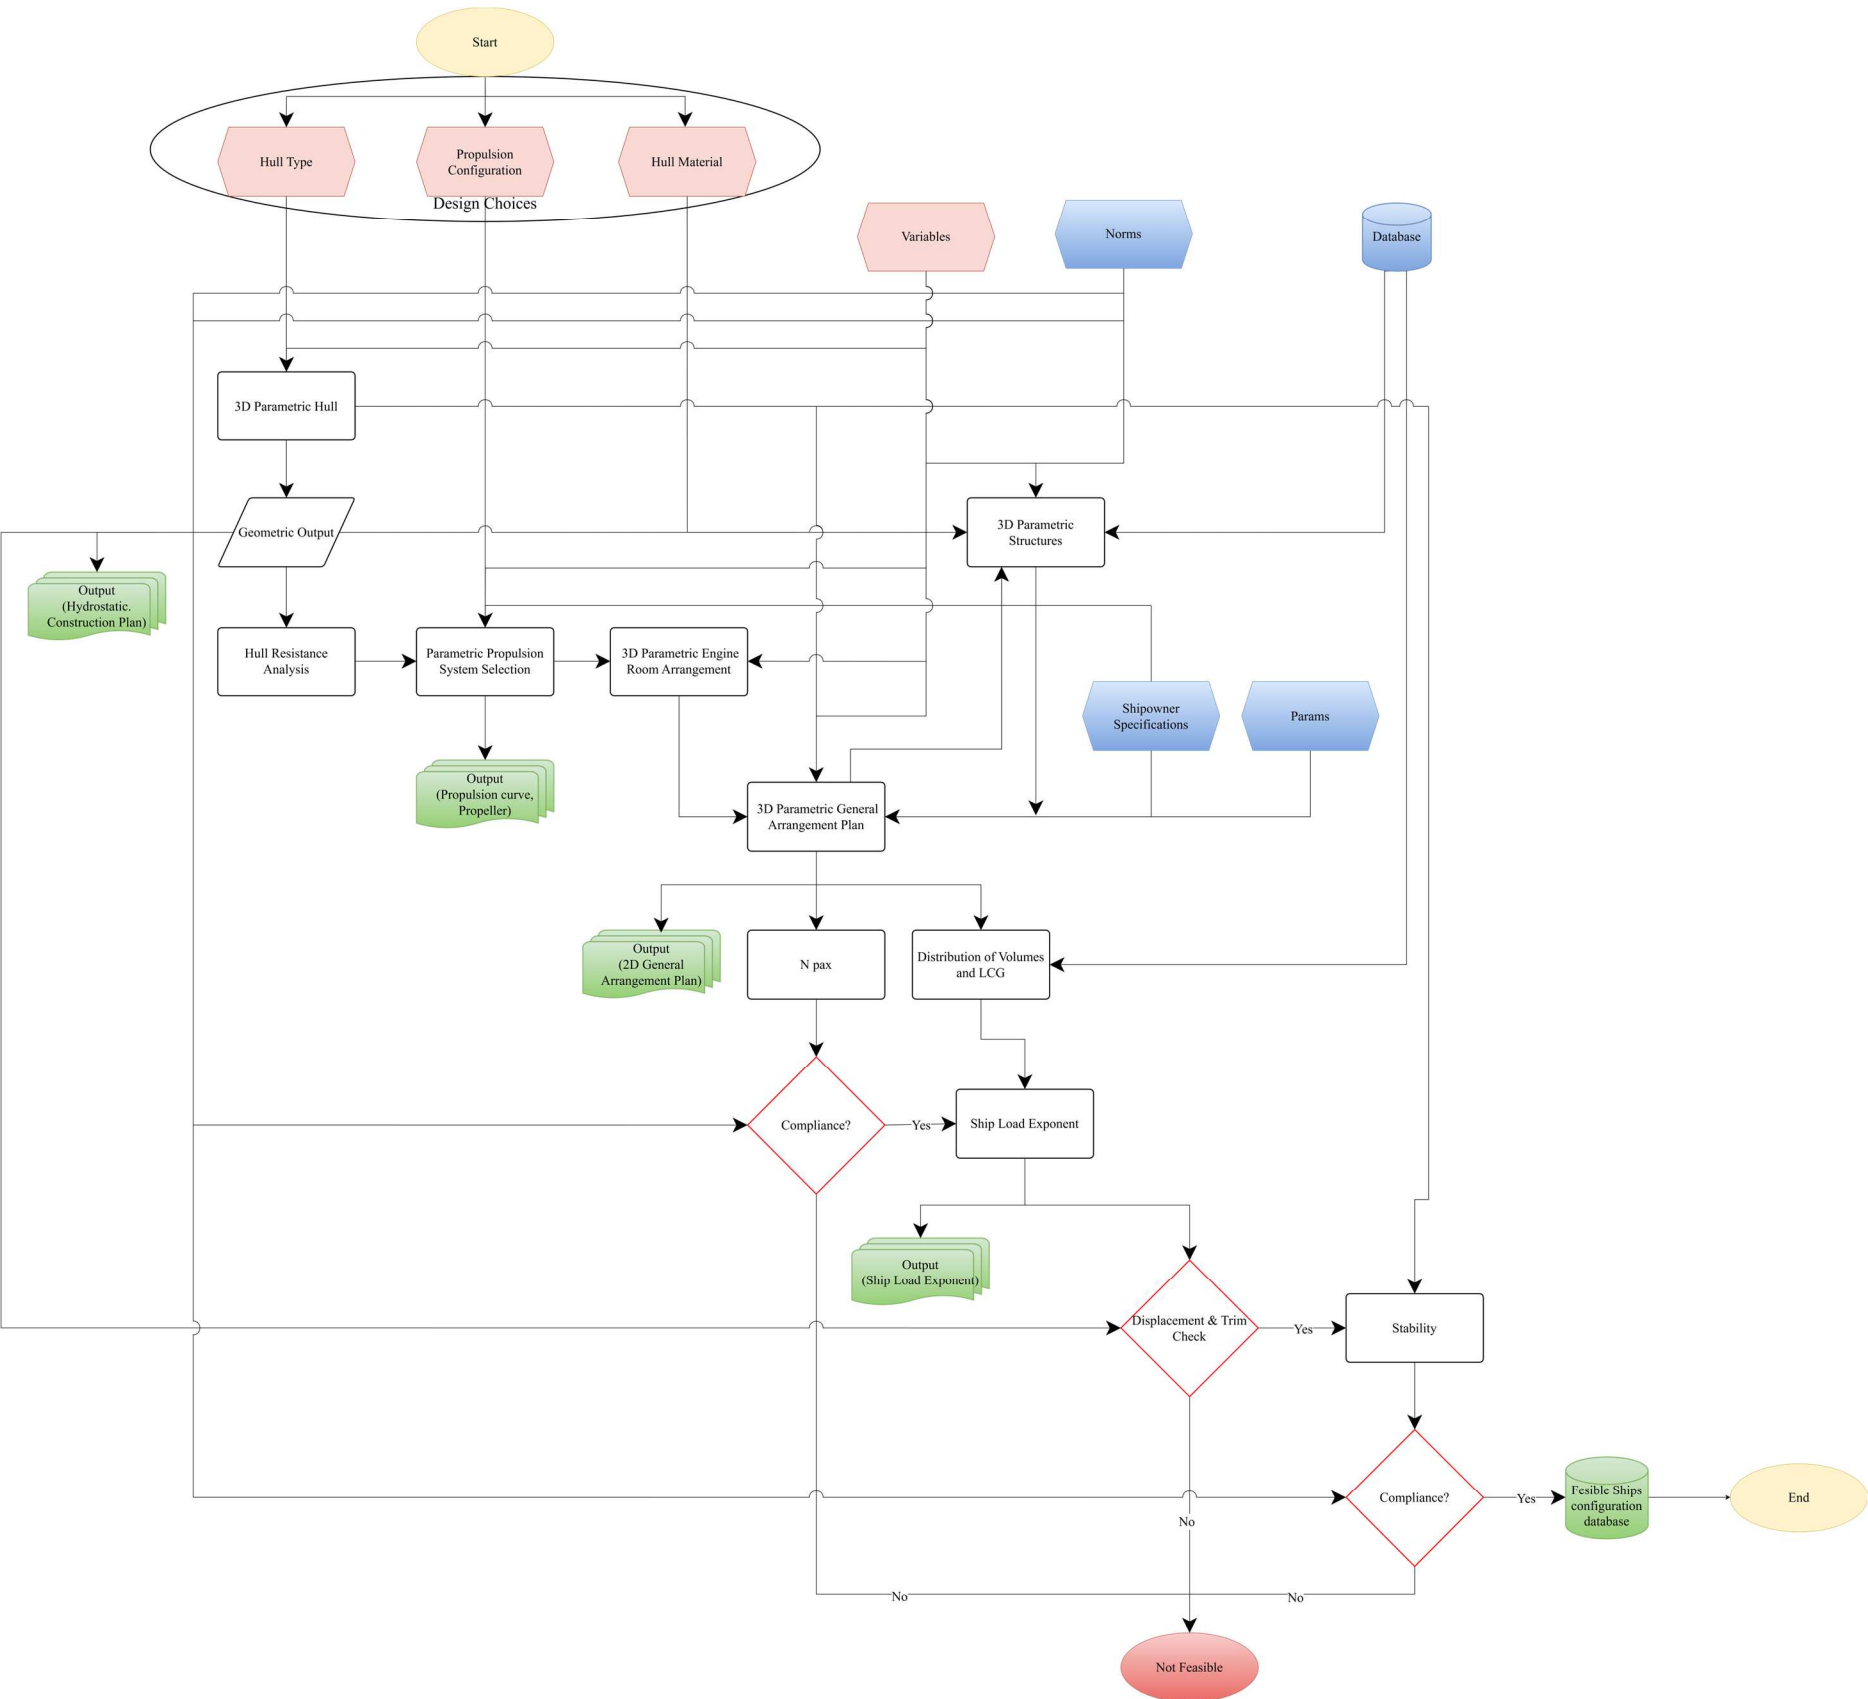 Start
Hull Type
Propulsion
Configuration
Hull Material
Design Choices
Variables
Norms
Database
3D Parametric Hull
Geometric Output
3D Parametric
Structures
Output
(Hydrostatic.
Construction Plan)
Hull Resistance
Analysis
Parametric Propulsion
System Selection
3D Parametric Engine
Room Arrangement
Shipowner
Specifications
Params
Output
(Propulsion curve,
Propeller)
3D Parametric General
Arrangement Plan
Output
(2D General
Arrangement Plan)
N pax
Distribution of Volumes
and LCG
Compliance?
Yes
Ship Load Exponent
Output
(Ship Load Exponent)
Displacement & Trim
Check
Yes
Stability
Compliance?
Yes
Fesible Ships
configuration
database
End
No
No
No
Not Feasible